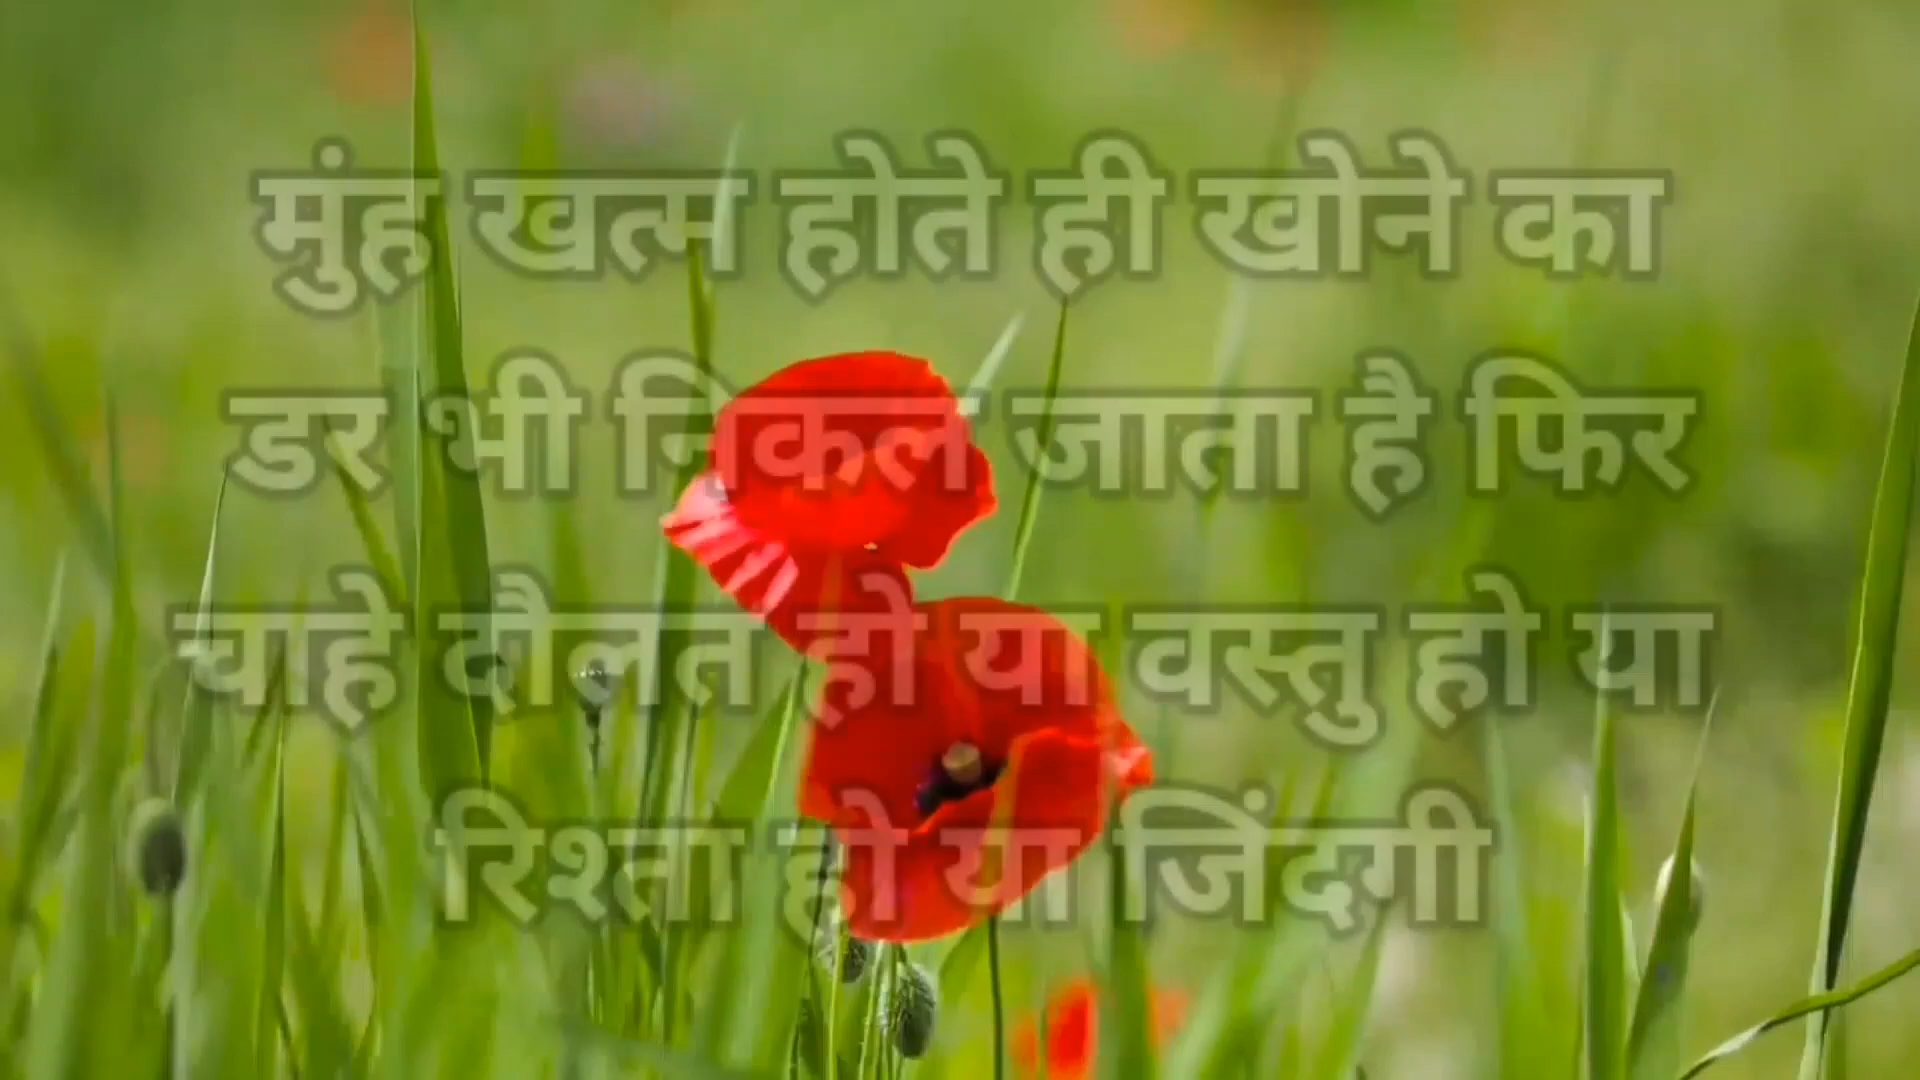 मुंह खत्म होते ही खोने का
डर भी निकल जाता है फिर
चाहे दौलत हो या वस्तु हो या
रिश्ता हो या जिंदगी